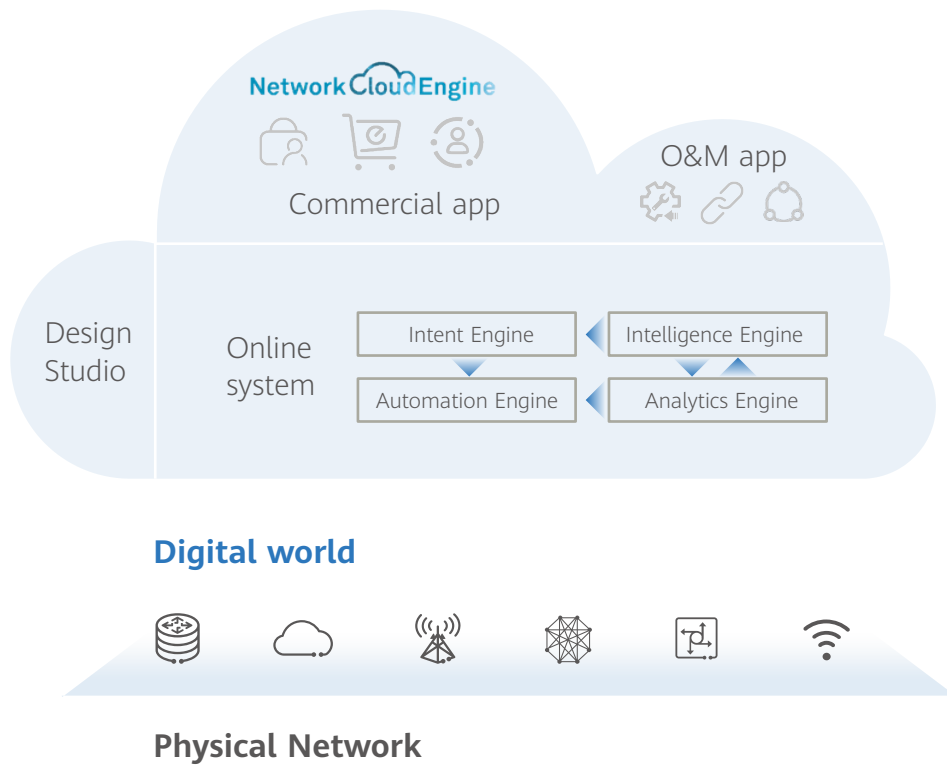 NetworkCloudEngine
Commercial app
O&M app
Design
Studio
Online
system
Intent Engine
Intelligence Engine
Automation Engine
Analytics Engine
Digital world
Physical Network